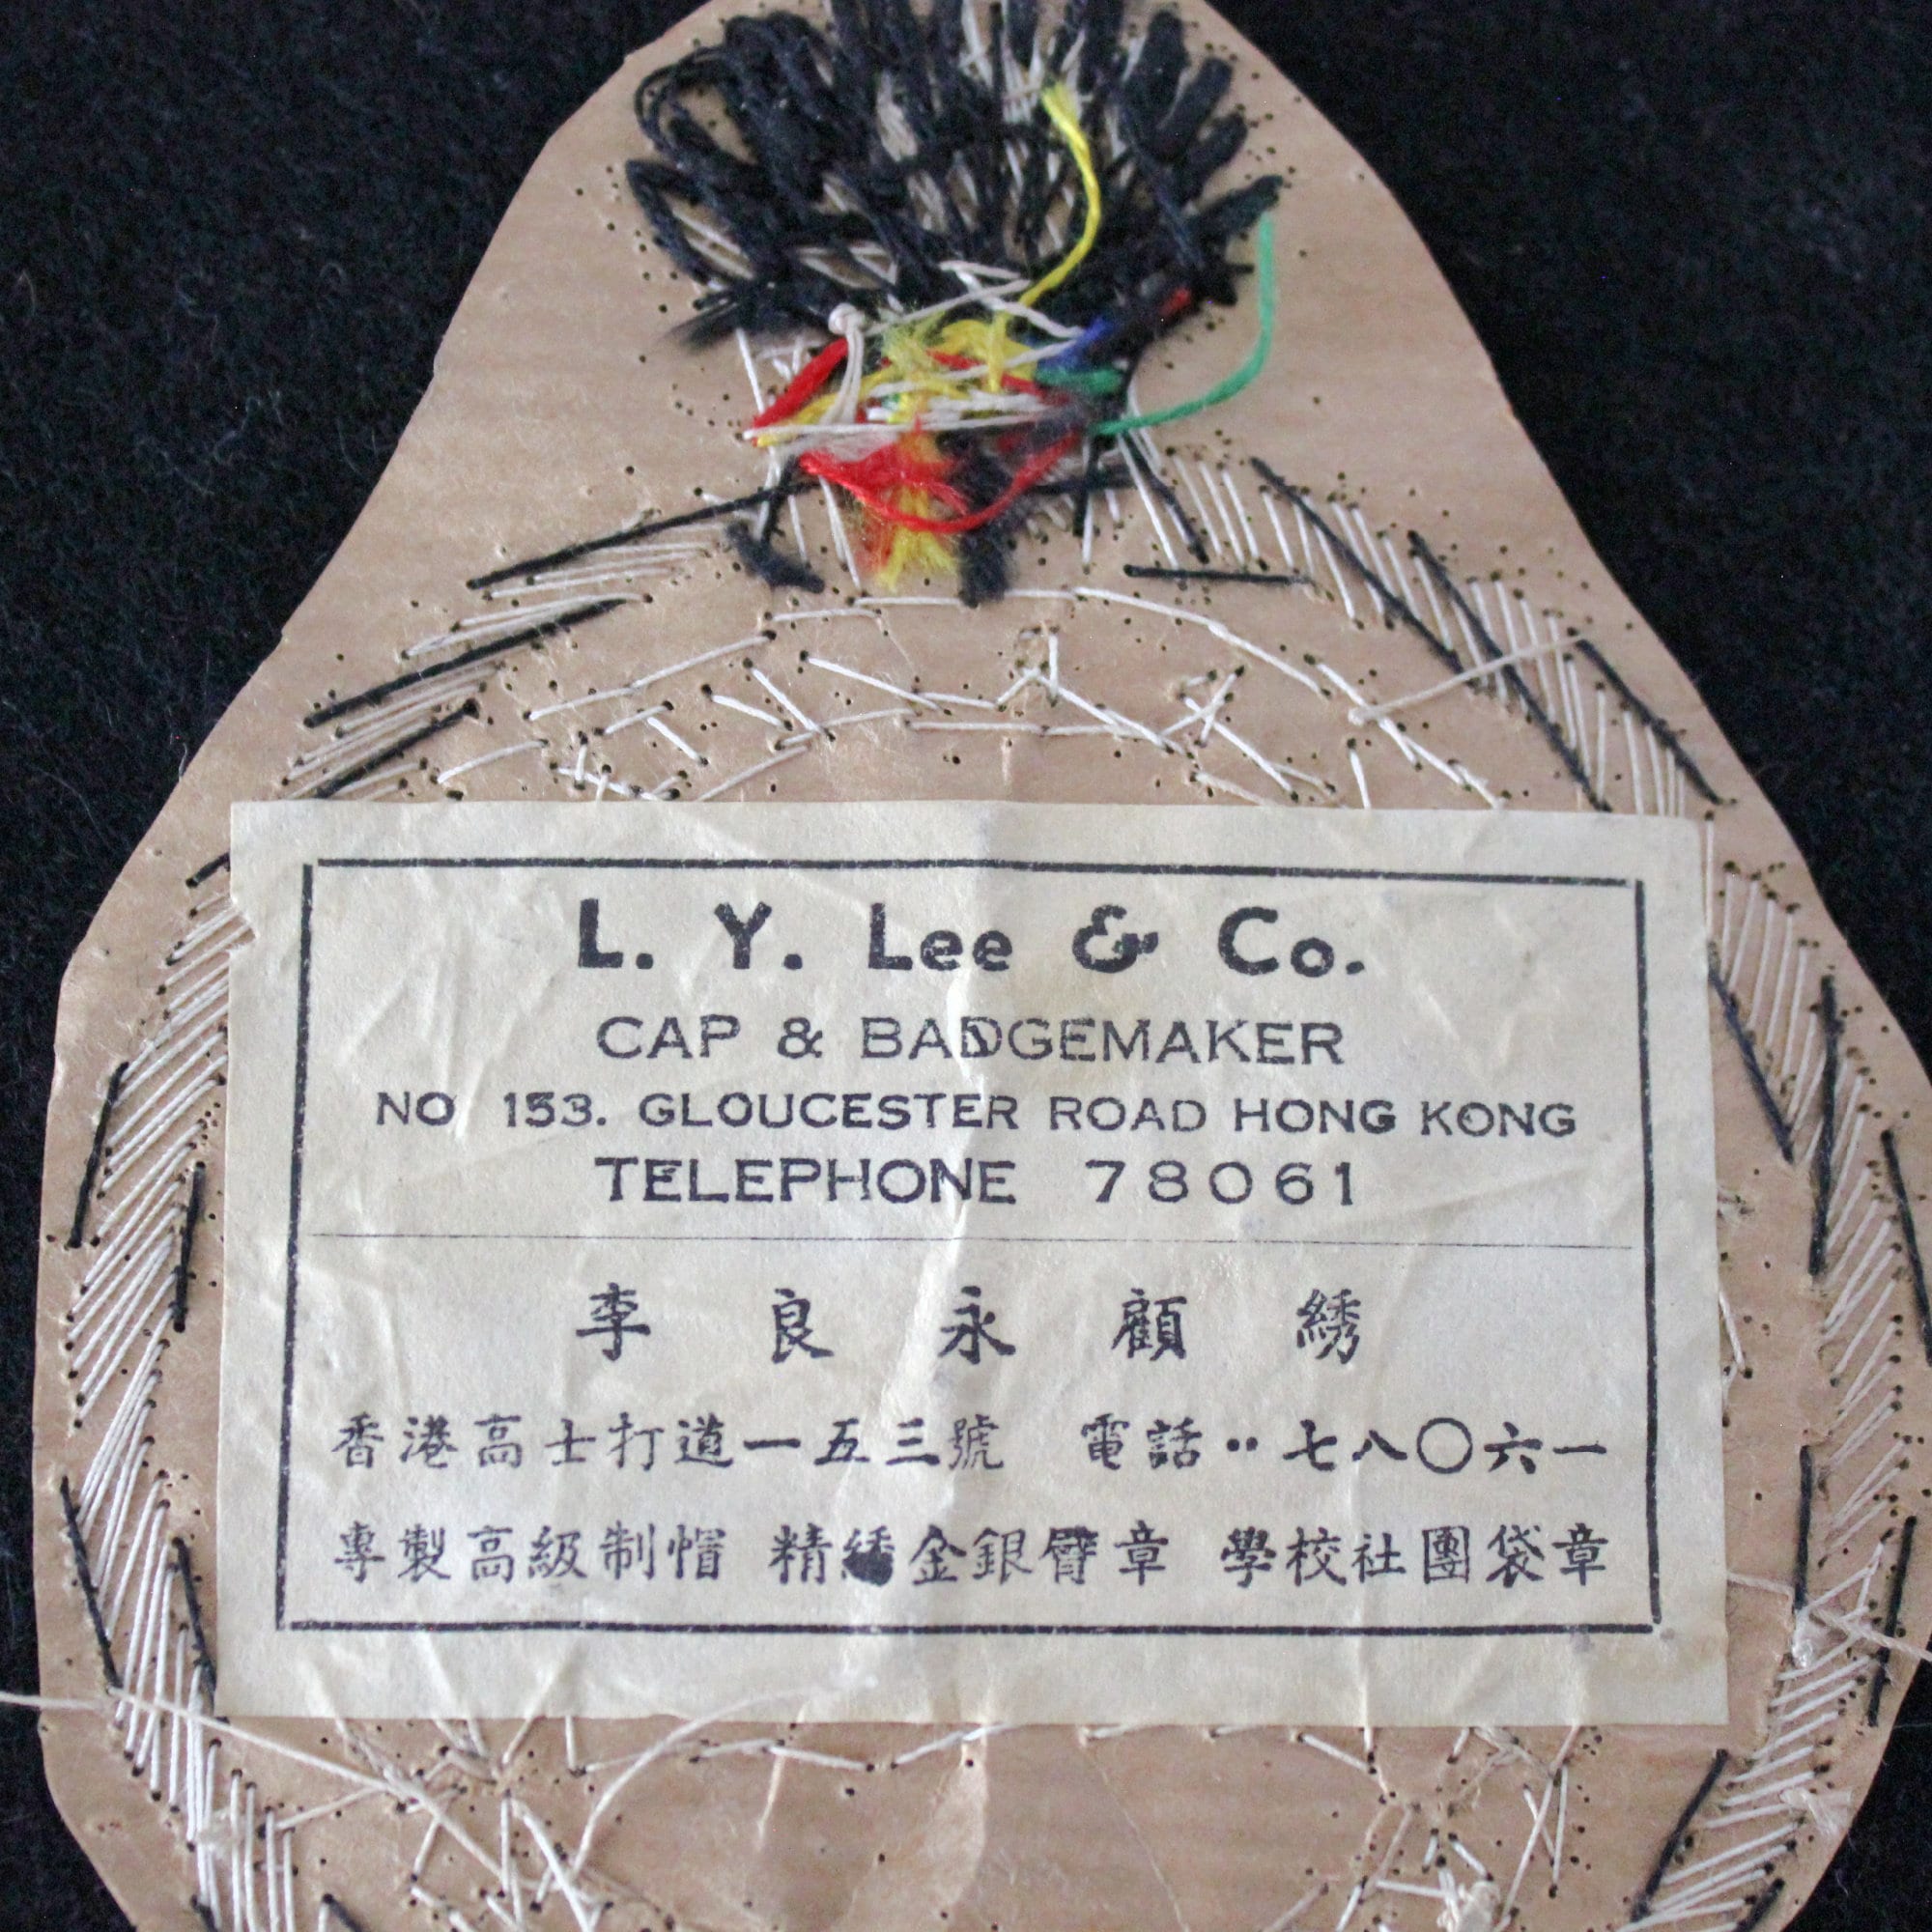 L. Y. Lee & Co.
CAP & BADGEMAKER
NO 153. GLOUCESTER ROAD HONG KONG
TELEPHONE 78061
李良永顧綉
香港高士打道一五三號 電話：七八〇六一
專製高級制帽 精綉金銀臂章 學校社團袋章